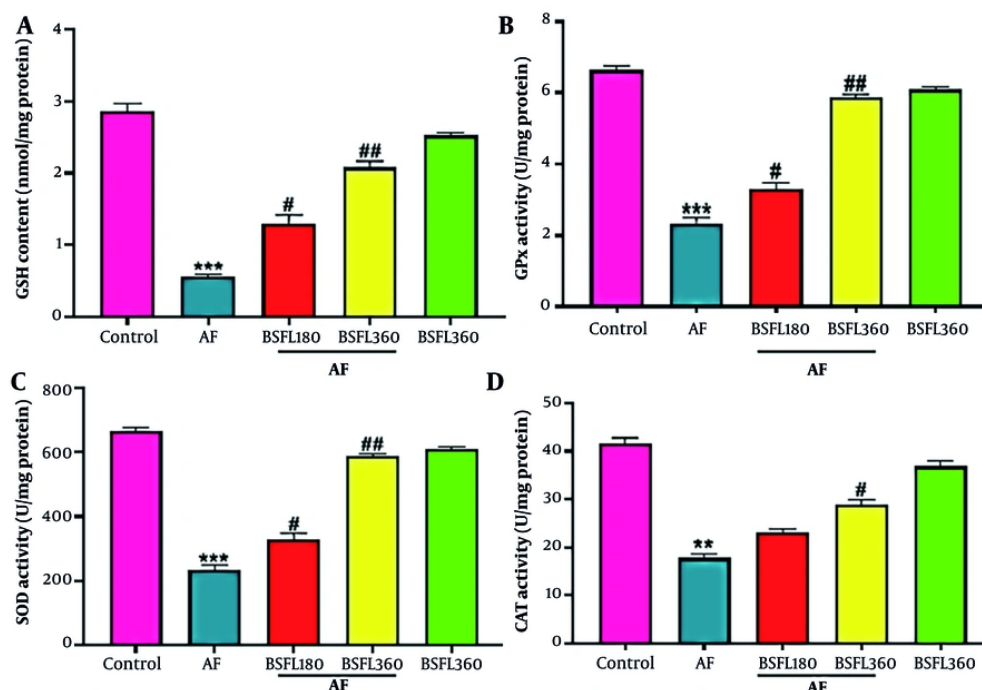 A
GSH content (nmol/mg protein)
4
3
2
1
0
***
#
##
Control AF BSFL180 BSFL360 BSFL360
AF
B
GPx activity (U/mg protein)
8
6
4
2
0
***
#
##
Control AF BSFL180 BSFL360 BSFL360
AF
C
SOD activity (U/mg protein)
800
600
400
200
0
***
#
##
Control AF BSFL180 BSFL360 BSFL360
AF
D
CAT activity (U/mg protein)
50
40
30
20
10
0
**
#
Control AF BSFL180 BSFL360 BSFL360
AF